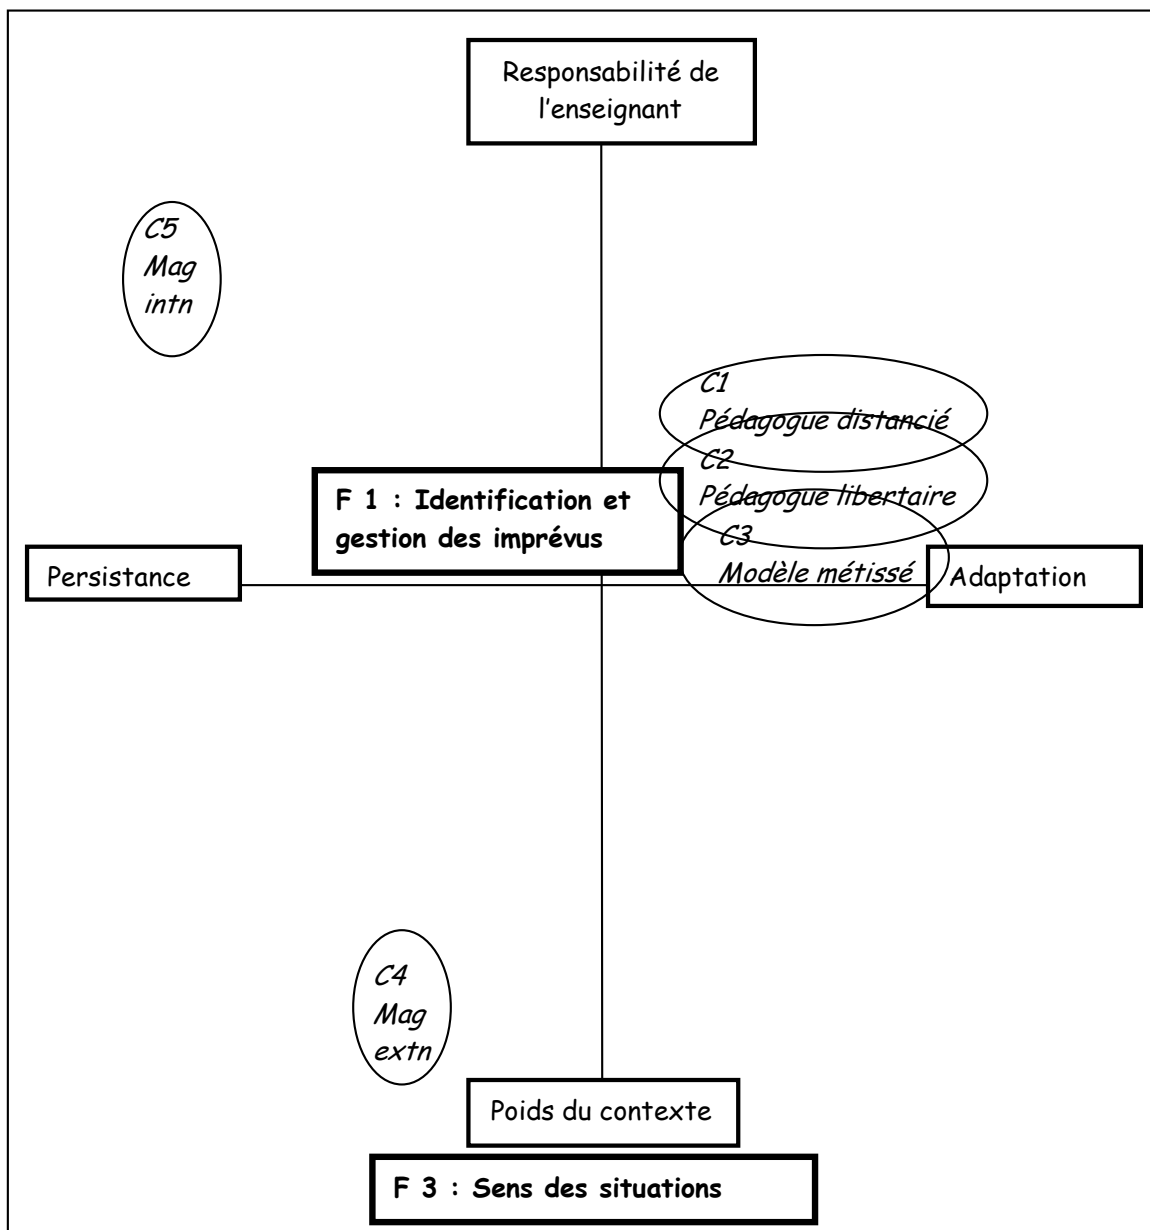 Responsabilité de
l'enseignant
C5
Mag
intn
C1
Pédagogue distancié
C2
Pédagogue libertaire
C3
Modèle métissé
F 1 : Identification et
gestion des imprévus
Persistance
Adaptation
C4
Mag
extn
Poids du contexte
F 3 : Sens des situations